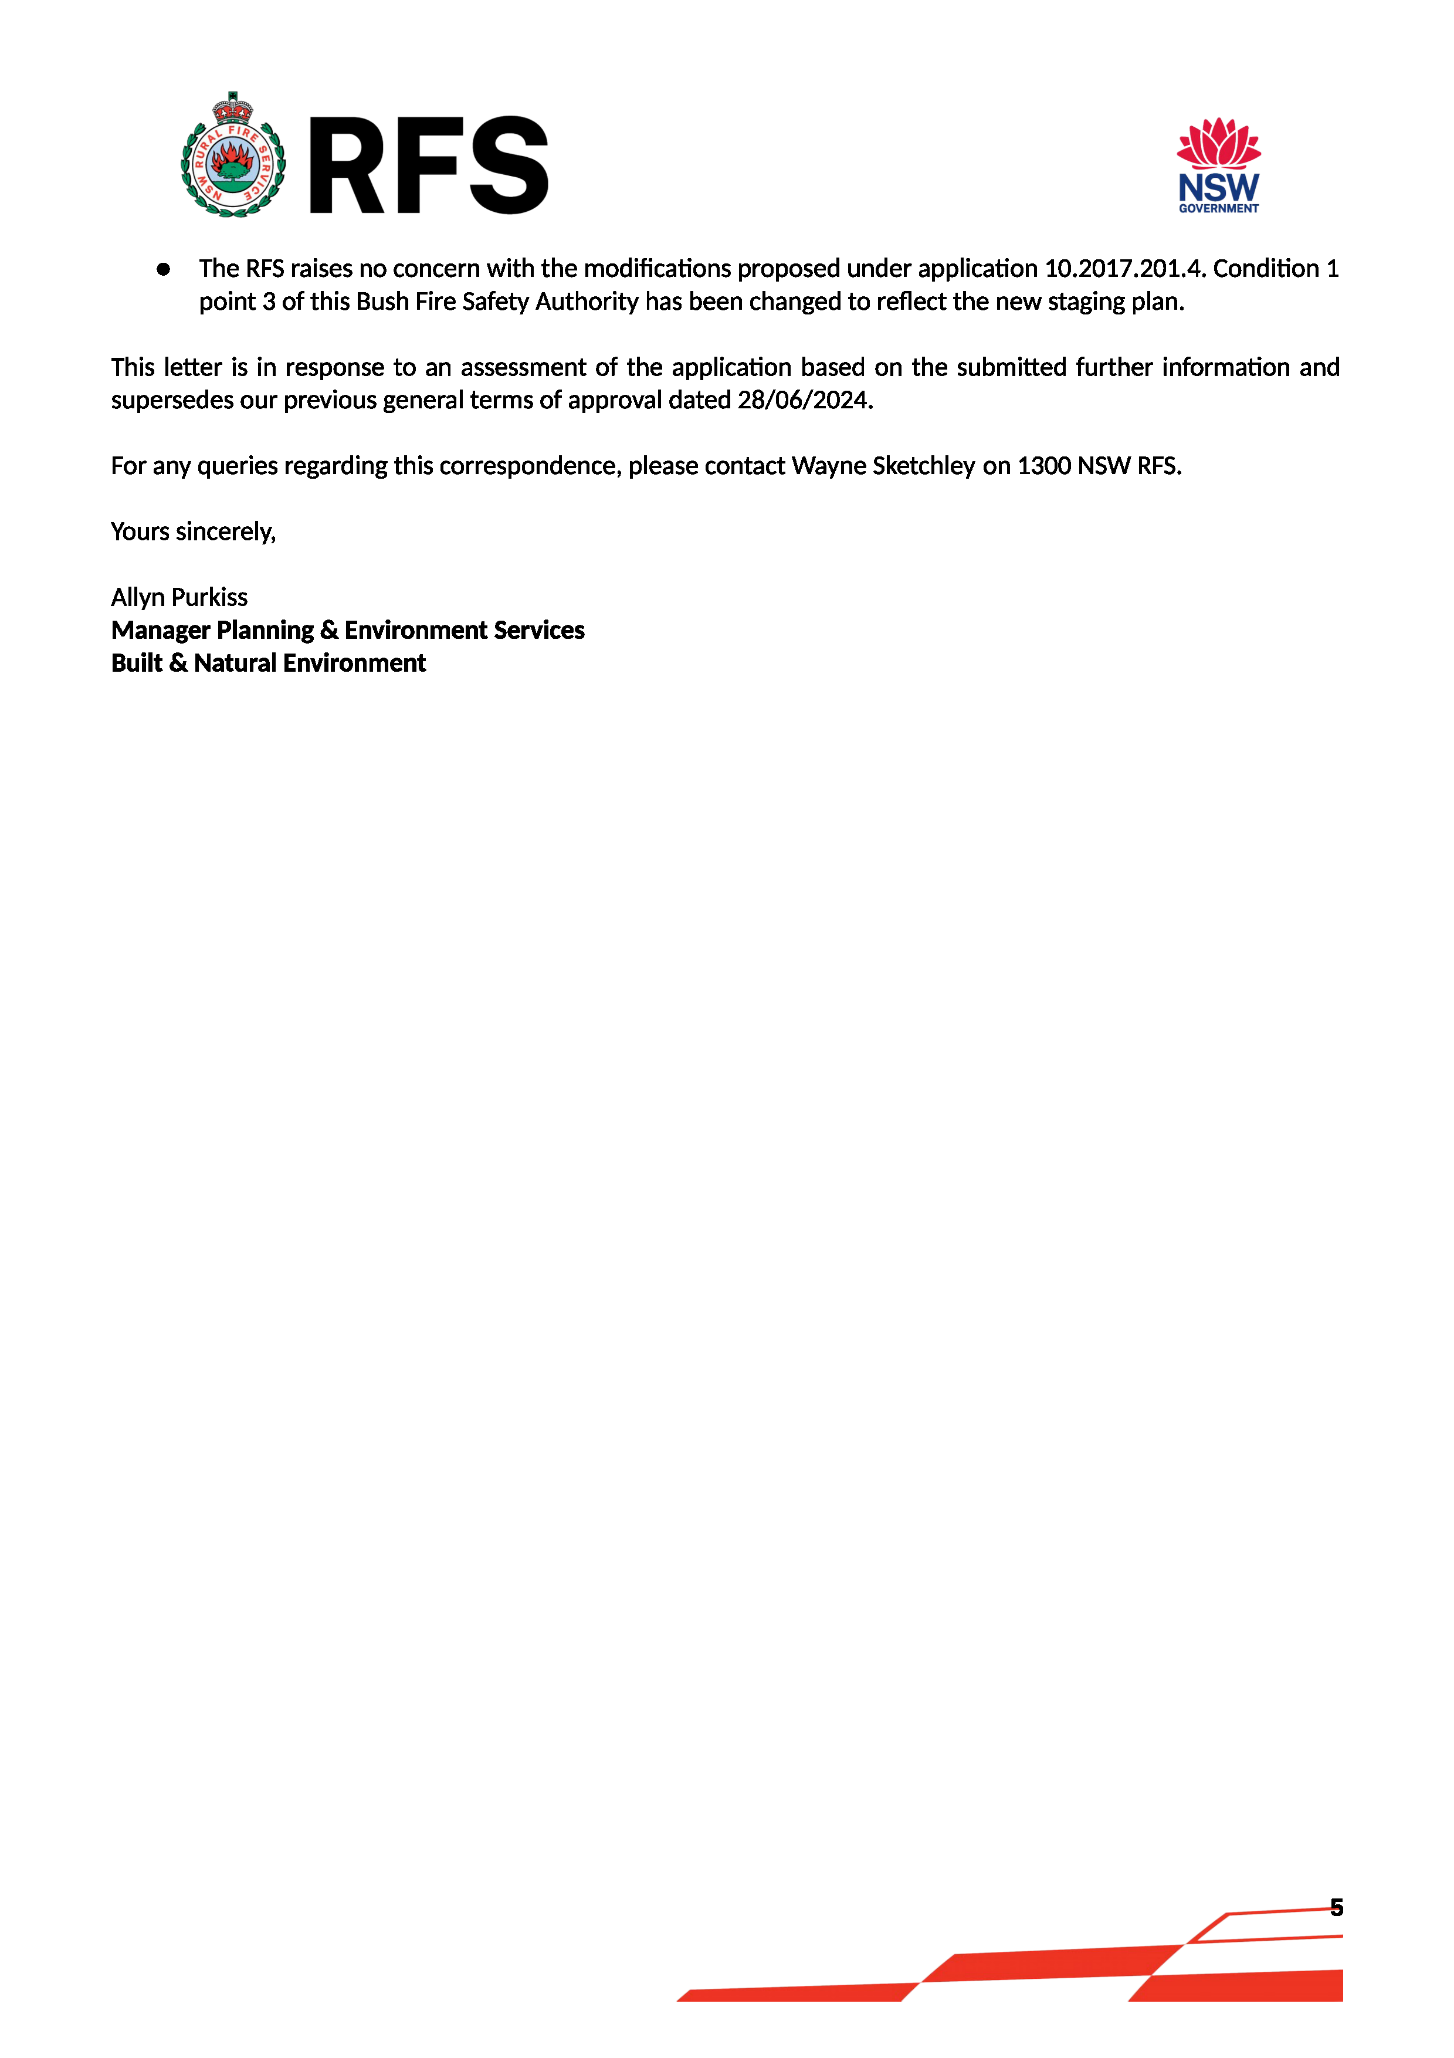 NSW RURAL FIRE SERVICE
RFS
NSW
GOVERNMENT
● The RFS raises no concern with the modifications proposed under application 10.2017.201.4. Condition 1
point 3 of this Bush Fire Safety Authority has been changed to reflect the new staging plan.
This letter is in response to an assessment of the application based on the submitted further information and
supersedes our previous general terms of approval dated 28/06/2024.
For any queries regarding this correspondence, please contact Wayne Sketchley on 1300 NSW RFS.
Yours sincerely,
Allyn Purkiss
Manager Planning & Environment Services
Built & Natural Environment
5